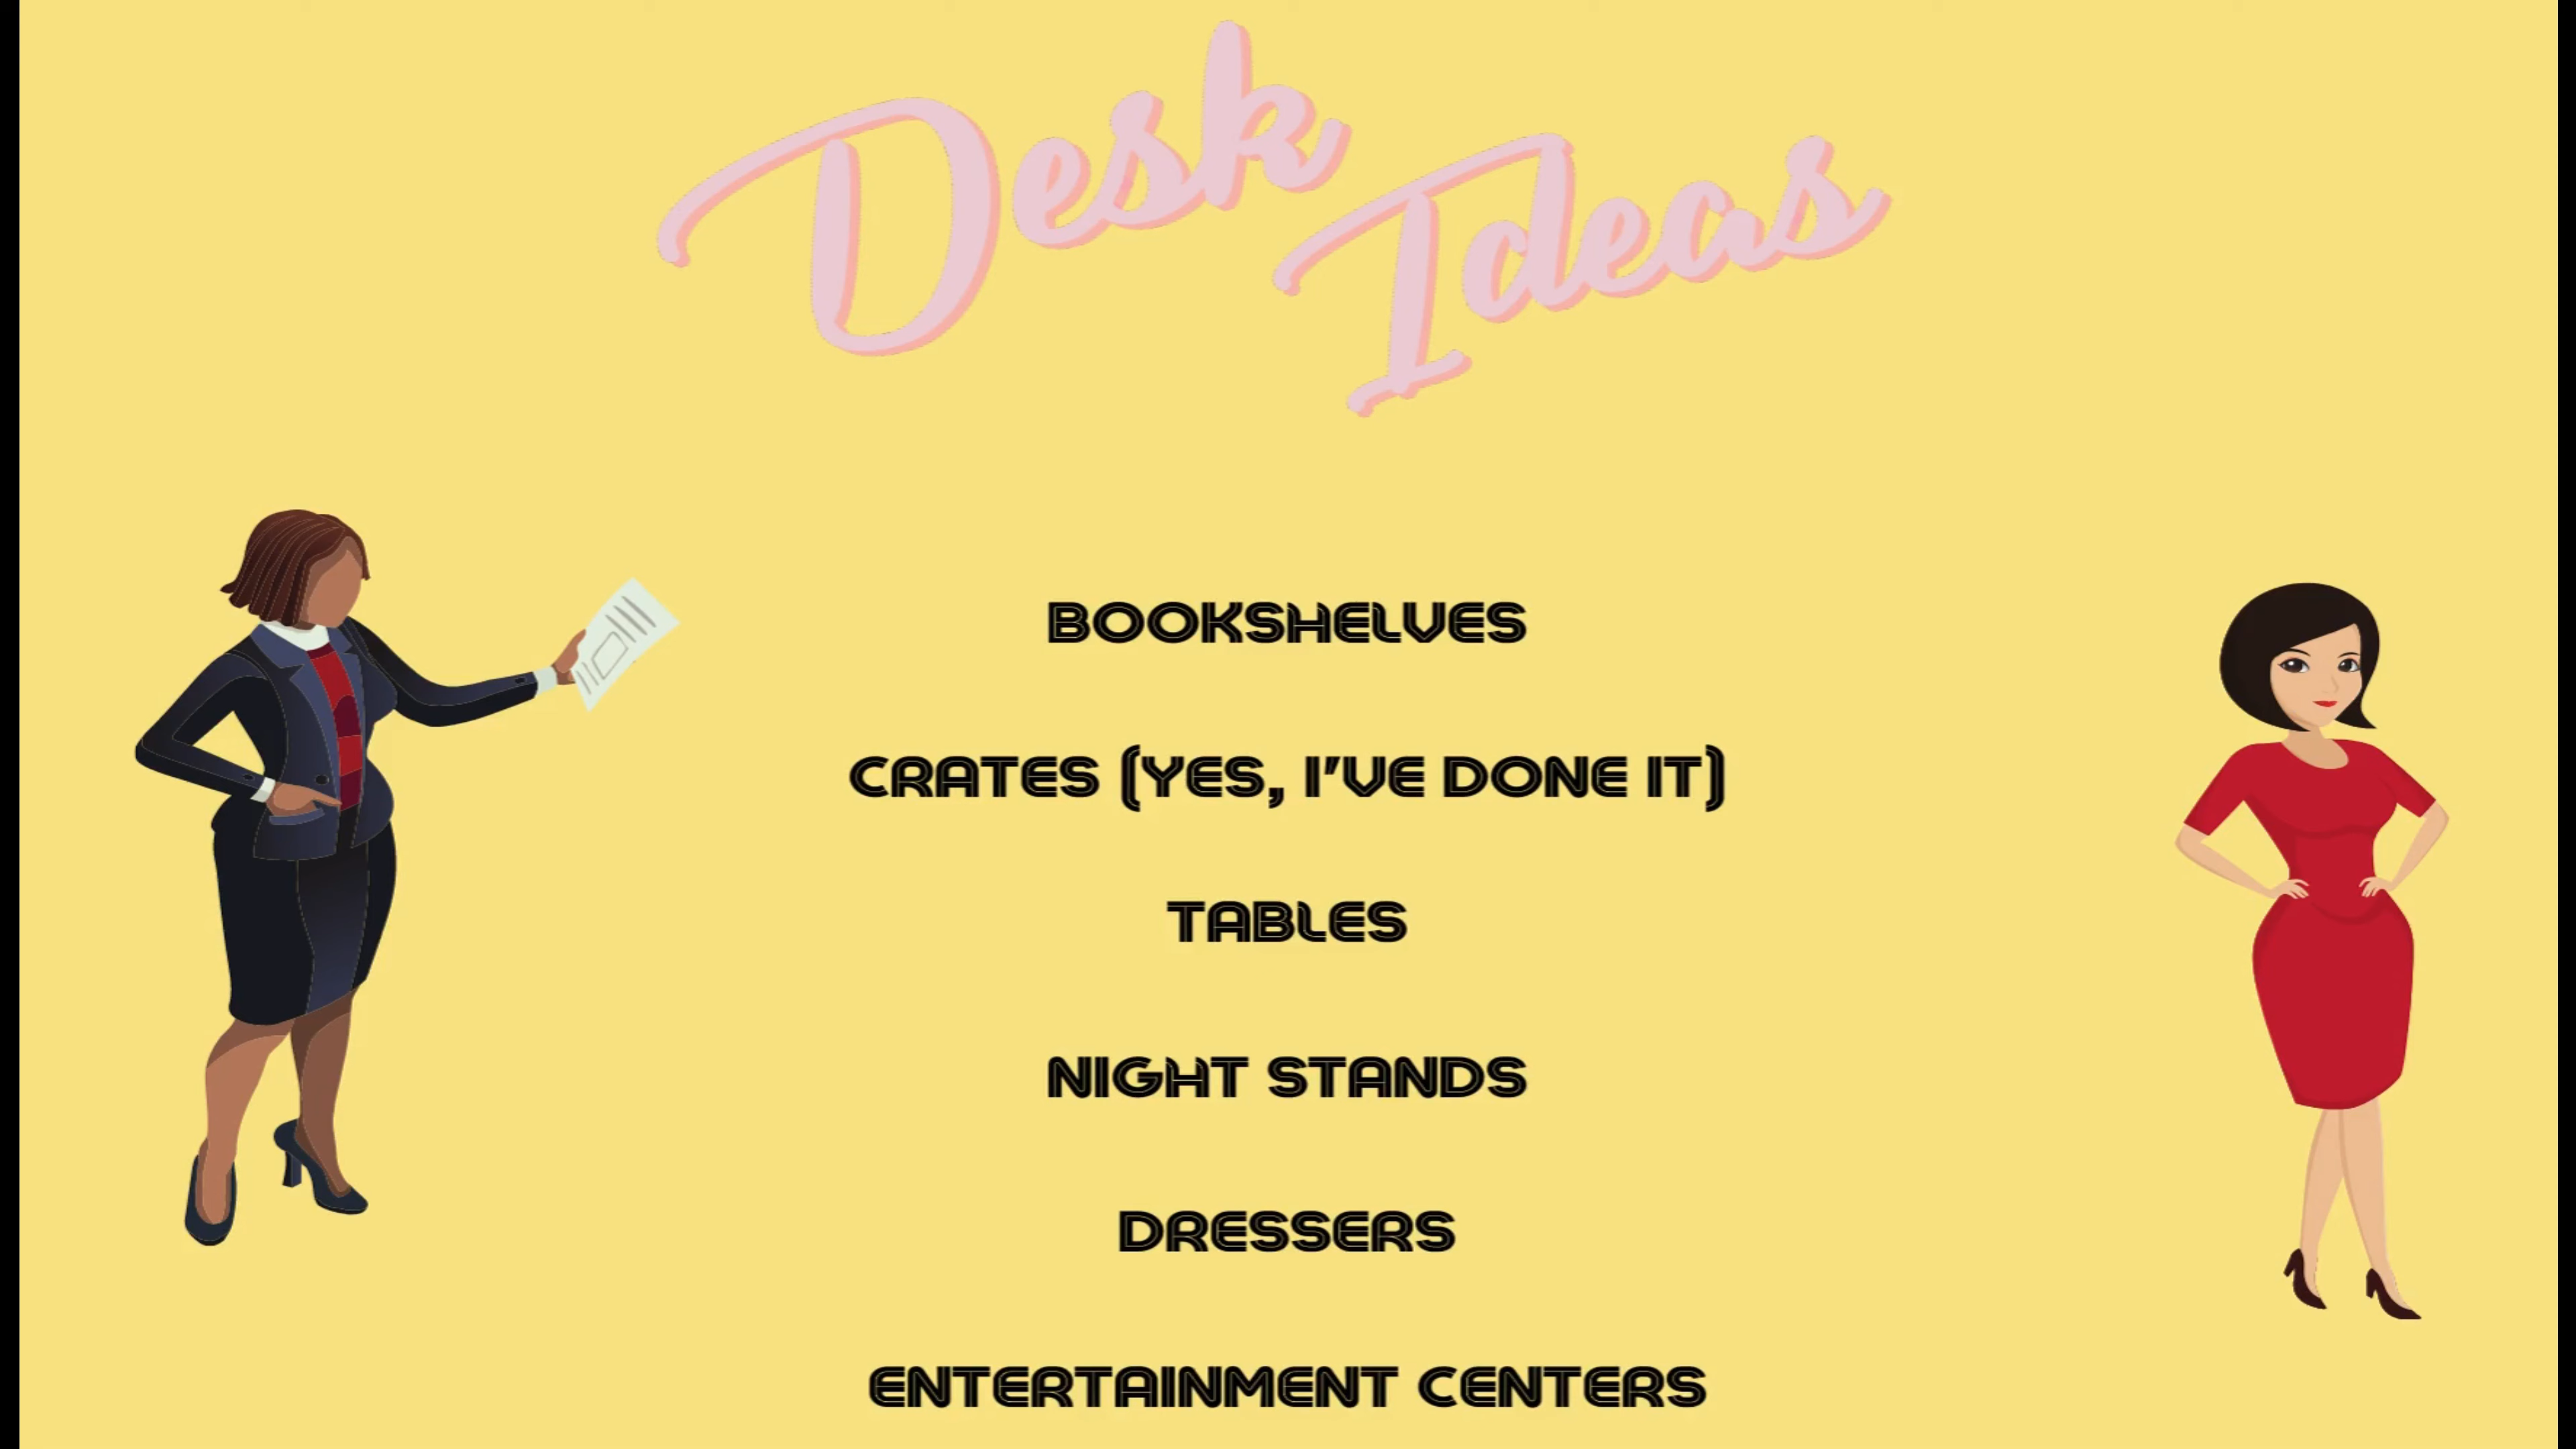 Desk
Ideas
BOOKSHELVES
CRATES (YES, I'VE DONE IT)
TABLES
NIGHT STANDS
DRESSERS
ENTERTAINMENT CENTERS